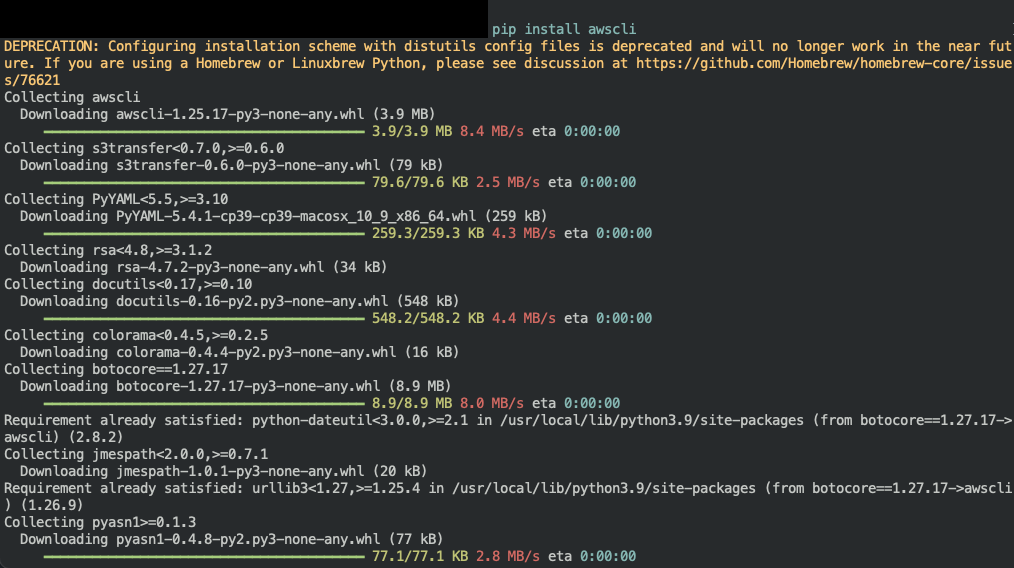 pip install awscli
DEPRECATION: Configuring installation scheme with distutils config files is deprecated and will no longer work in the near fut
ure. If you are using a Homebrew or Linuxbrew Python, please see discussion at https://github.com/Homebrew/homebrew-core/issue
s/76621
Collecting awscli
  Downloading awscli-1.25.17-py3-none-any.whl (3.9 MB)
3.9/3.9 MB 8.4 MB/s eta 0:00:00
Collecting s3transfer<0.7.0,>=0.6.0
  Downloading s3transfer-0.6.0-py3-none-any.whl (79 kB)
79.6/79.6 KB 2.5 MB/s eta 0:00:00
Collecting PyYAML<5.5,>=3.10
  Downloading PyYAML-5.4.1-cp39-cp39-macosx_10_9_x86_64.whl (259 kB)
259.3/259.3 KB 4.3 MB/s eta 0:00:00
Collecting rsa<4.8,>=3.1.2
  Downloading rsa-4.7.2-py3-none-any.whl (34 kB)
Collecting docutils<0.17,>=0.10
  Downloading docutils-0.16-py2.py3-none-any.whl (548 kB)
548.2/548.2 KB 4.4 MB/s eta 0:00:00
Collecting colorama<0.4.5,>=0.2.5
  Downloading colorama-0.4.4-py2.py3-none-any.whl (16 kB)
Collecting botocore==1.27.17
  Downloading botocore-1.27.17-py3-none-any.whl (8.9 MB)
8.9/8.9 MB 8.0 MB/s eta 0:00:00
Requirement already satisfied: python-dateutil<3.0.0,>=2.1 in /usr/local/lib/python3.9/site-packages (from botocore==1.27.17->
awscli) (2.8.2)
Collecting jmespath<2.0.0,>=0.7.1
  Downloading jmespath-1.0.1-py3-none-any.whl (20 kB)
Requirement already satisfied: urllib3<1.27,>=1.25.4 in /usr/local/lib/python3.9/site-packages (from botocore==1.27.17->awscli
) (1.26.9)
Collecting pyasn1>=0.1.3
  Downloading pyasn1-0.4.8-py2.py3-none-any.whl (77 kB)
77.1/77.1 KB 2.8 MB/s eta 0:00:00